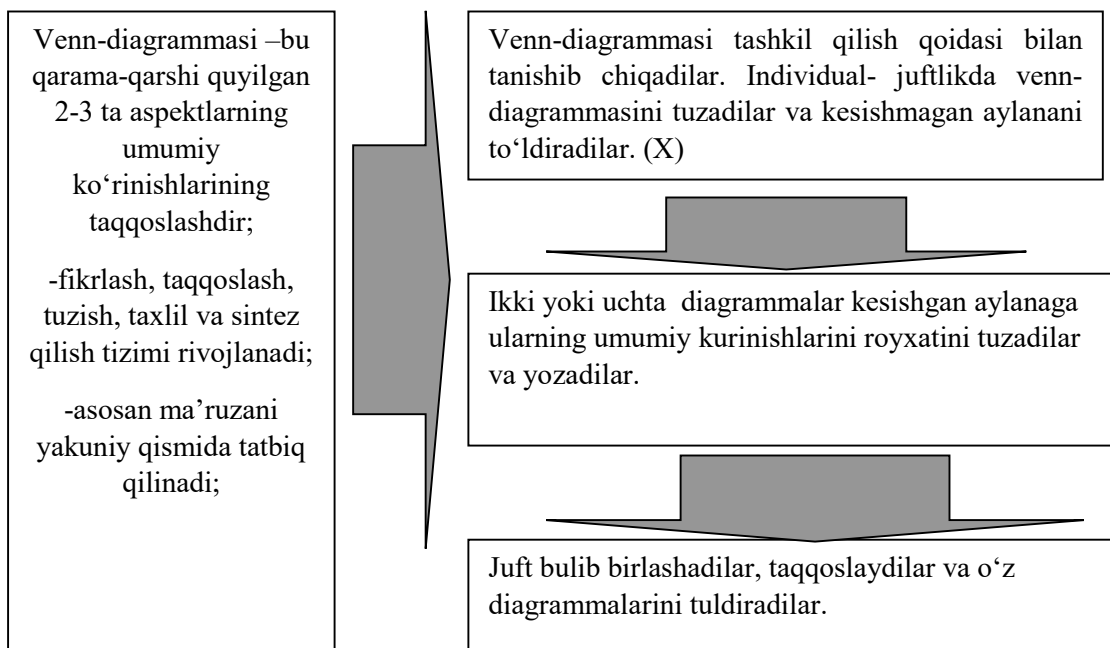 Venn-diagrammasi –bu
qarama-qarshi quyilgan
2-3 ta aspektlarning
umumiy
ko‘rinishlarining
taqqoslashdir;
-fikrlash, taqqoslash,
tuzish, taxlil va sintez
qilish tizimi rivojlanadi;
-asosan ma’ruzani
yakuniy qismida tatbiq
qilinadi;
Venn-diagrammasi tashkil qilish qoidasi bilan
tanishib chiqadilar. Individual- juftlikda venn-
diagrammasini tuzadilar va kesishmagan aylanani
to‘ldiradilar. (X)
Ikki yoki uchta diagrammalar kesishgan aylanaga
ularning umumiy kurinishlarini royxatini tuzadilar
va yozadilar.
Juft bulib birlashadilar, taqqoslaydilar va o‘z
diagrammalarini tuldiradilar.